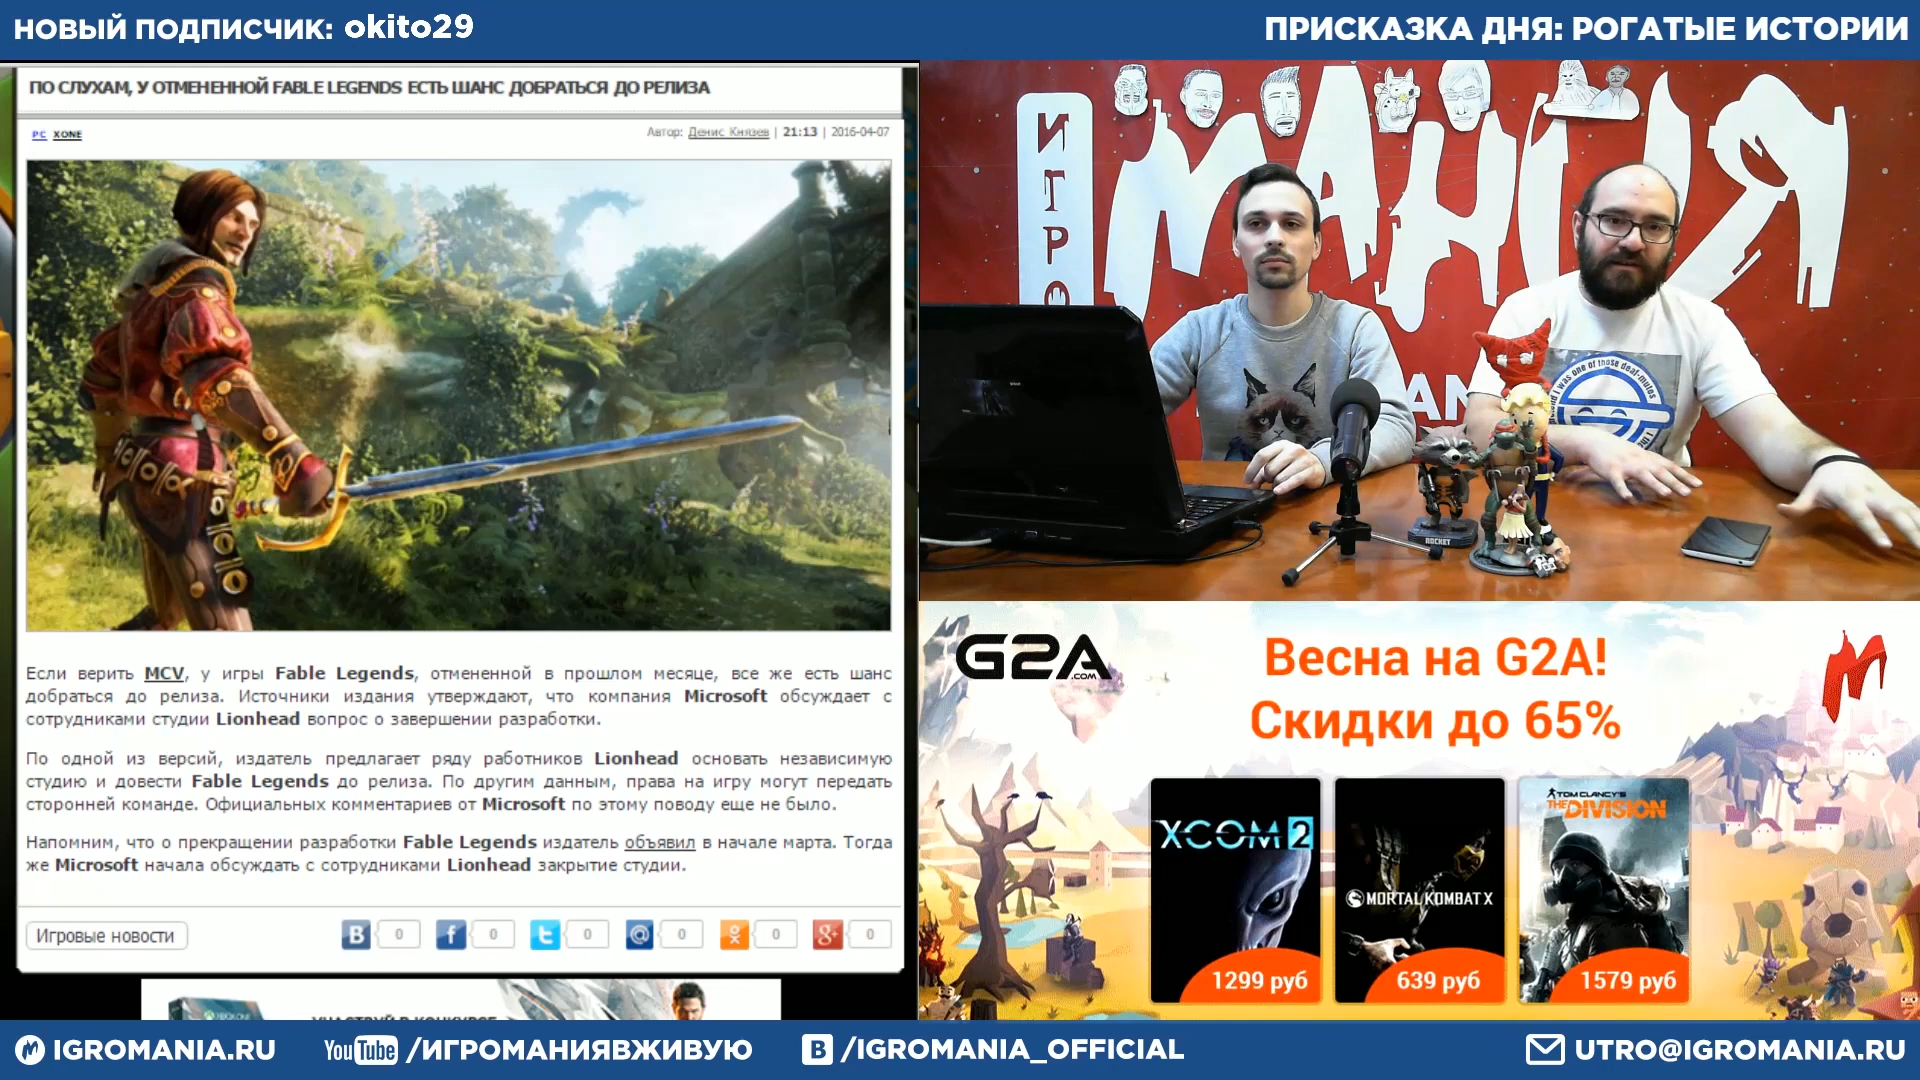 НОВЫЙ ПОДПИСЧИК: okito29
ПРИСКАЗКА ДНЯ: РОГАТЫЕ ИСТОРИИ
ПО СЛУХАМ, У ОТМЕНЕННОЙ FABLE LEGENDS ЕСТЬ ШАНС ДОБРАТЬСЯ ДО РЕЛИЗА
PC XONE
Автор: Денис Князев | 21:13 | 2016-04-07
Если верить MCV, у игры Fable Legends, отмененной в прошлом месяце, все же есть шанс
добраться до релиза. Источники издания утверждают, что компания Microsoft обсуждает с
сотрудниками студии Lionhead вопрос о завершении разработки.
По одной из версий, издатель предлагает ряду работников Lionhead основать независимую
студию и довести Fable Legends до релиза. По другим данным, права на игру могут передать
сторонней команде. Официальных комментариев от Microsoft по этому поводу еще не было.
Напомним, что о прекращении разработки Fable Legends издатель объявил в начале марта. Тогда
же Microsoft начала обсуждать с сотрудниками Lionhead закрытие студии.
Игровые новости
B 0
f 0
t 0
@ 0
0
g+ 0
ИГРО
МАНИЯ
I was one of those deaf-mutes
ROCKET
G2A
.COM
Весна на G2A!
Скидки до 65%
XCOM 2
1299 руб
MORTAL KOMBAT X
639 руб
TOM CLANCY'S
THE DIVISION
1579 руб
IGROMANIA.RU
YouTube /ИГРОМАНИЯВЖИВУЮ
B /IGROMANIA_OFFICIAL
UTRO@IGROMANIA.RU